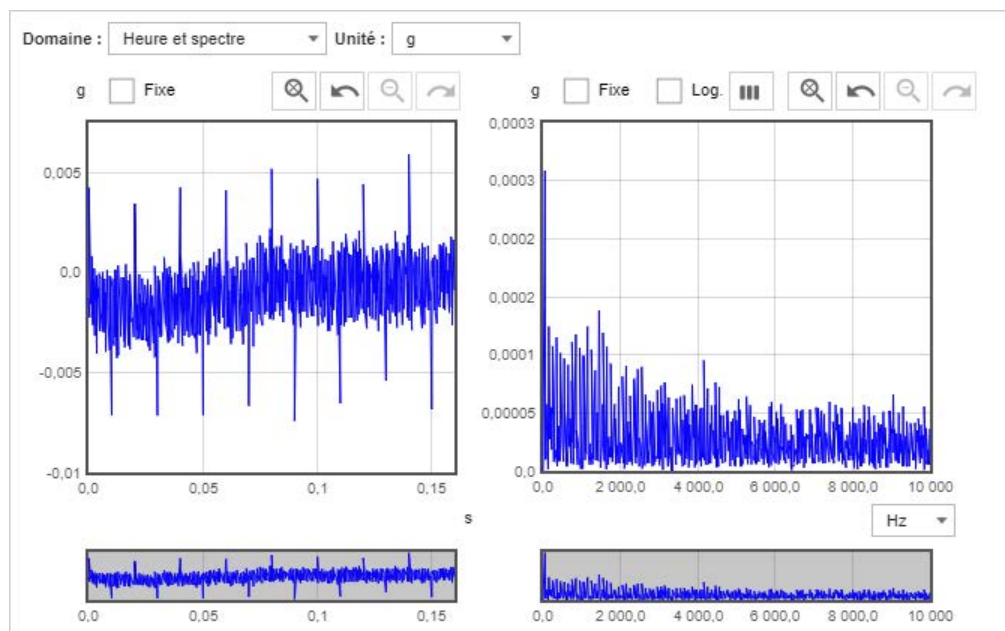 Domaine : Heure et spectre Unité : g
g Fixe
g Fixe Log.
0,005
0,0
-0,005
-0,01
0,0 0,05 0,1 0,15
s
0,0003
0,0003
0,0002
0,0002
0,0001
0,00005
0,0
0,0 2 000,0 4 000,0 6 000,0 8 000,0 10 000
Hz
0,0 0,05 0,1 0,15
0,0 2 000,0 4 000,0 6 000,0 8 000,0 10 000